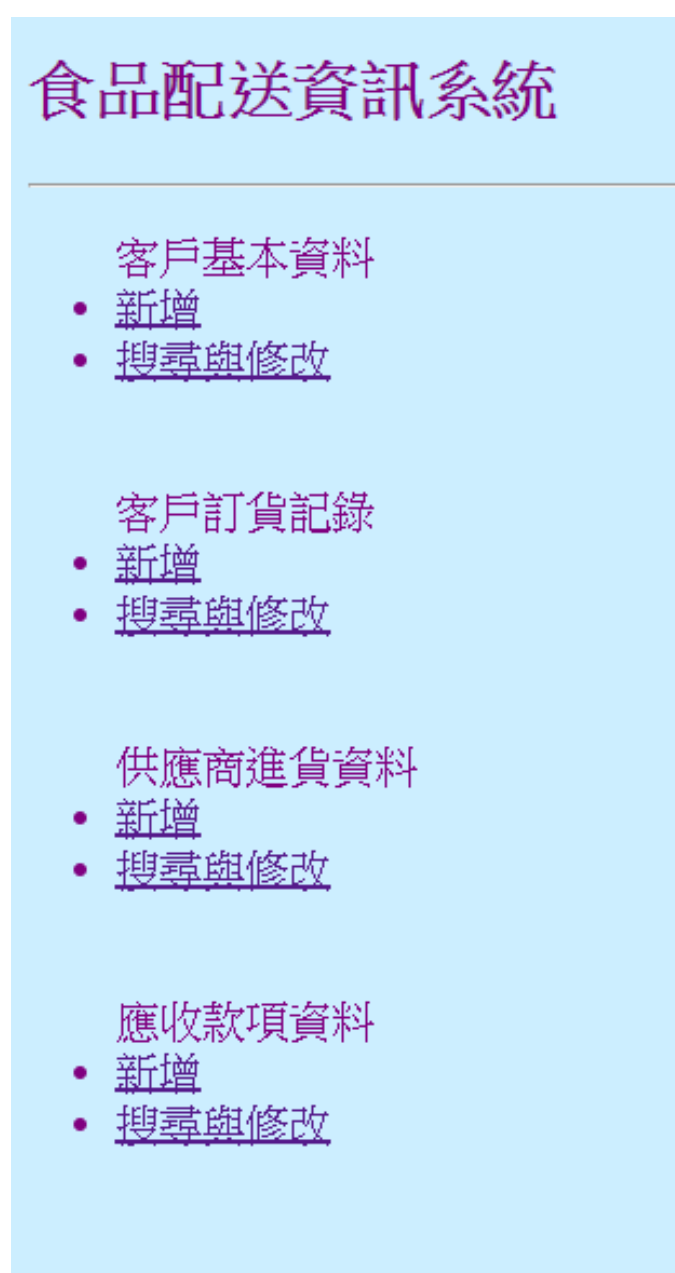 食品配送資訊系統
客戶基本資料
新增
搜尋與修改
客戶訂貨記錄
新增
搜尋與修改
供應商進貨資料
新增
搜尋與修改
應收款項資料
新增
搜尋與修改